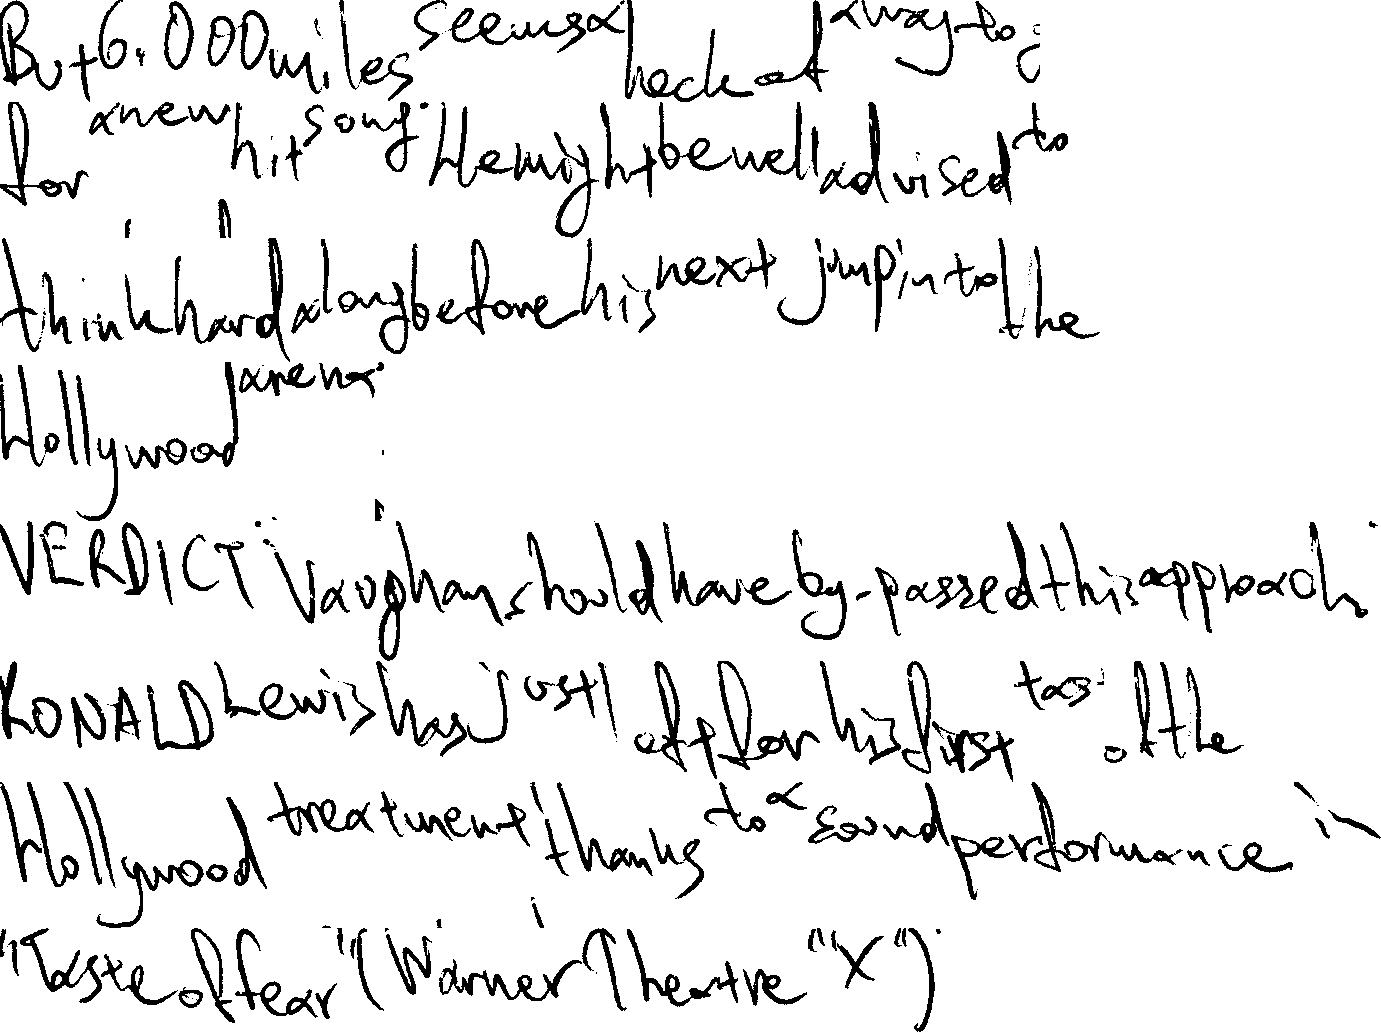 But 6,000 miles seems a heck of a way to
for a new hit song. He might be well advised to
think hard a long before his next jump into the
Hollywood arena.
VERDICT: Vaughan should have by-passed this approach.
RONALD Lewis has just left for his first tas of the
Hollywood treatment thanks to a sound performance in
"Taste of fear" (Warner Theatre "X").